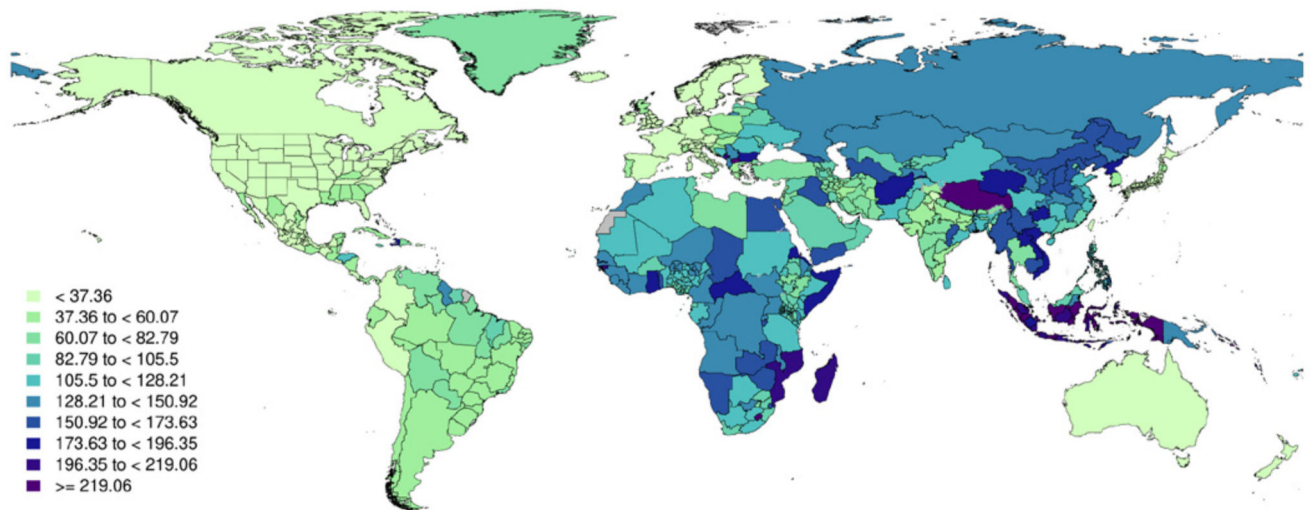 < 37.36
37.36 to < 60.07
60.07 to < 82.79
82.79 to < 105.5
105.5 to < 128.21
128.21 to < 150.92
150.92 to < 173.63
173.63 to < 196.35
196.35 to < 219.06
>= 219.06